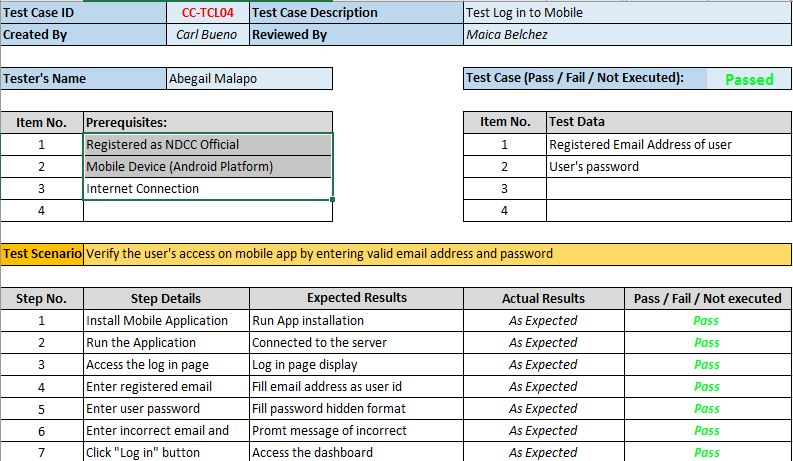 Test Case ID CC-TCL04 Test Case Description Test Log in to Mobile
Created By Carl Bueno Reviewed By Maica Belchez
Tester's Name Abegail Malapo Test Case (Pass / Fail / Not Executed): Passed
Item No. Prerequisites: Item No. Test Data
1 Registered as NDCC Official 1 Registered Email Address of user
2 Mobile Device (Android Platform) 2 User's password
3 Internet Connection 3
4 4
Test Scenario Verify the user's access on mobile app by entering valid email address and password
Step No. Step Details Expected Results Actual Results Pass / Fail / Not executed
1 Install Mobile Application Run App installation As Expected Pass
2 Run the Application Connected to the server As Expected Pass
3 Access the log in page Log in page display As Expected Pass
4 Enter registered email Fill email address as user id As Expected Pass
5 Enter user password Fill password hidden format As Expected Pass
6 Enter incorrect email and Promt message of incorrect As Expected Pass
7 Click "Log in" button Access the dashboard As Expected Pass